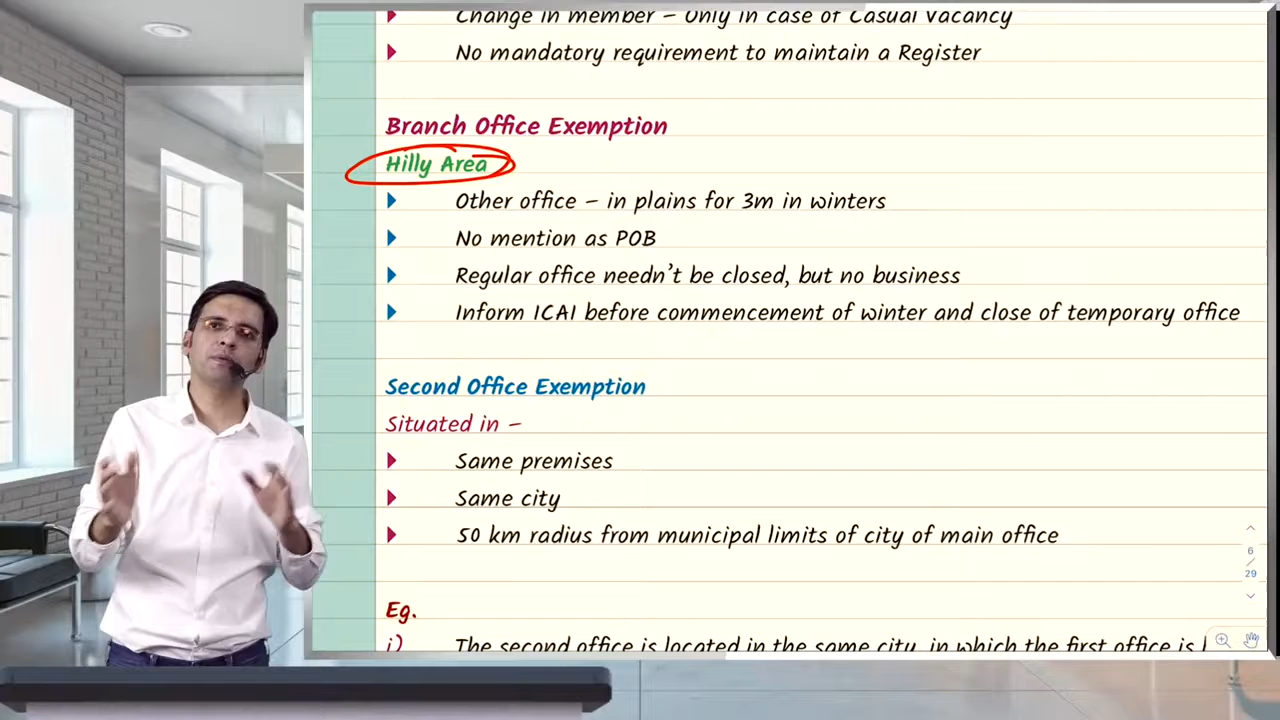 Change in member – Only in case of Casual Vacancy
No mandatory requirement to maintain a Register
Branch Office Exemption
Hilly Area
Other office – in plains for 3m in winters
No mention as POB
Regular office needn't be closed, but no business
Inform ICAI before commencement of winter and close of temporary office
Second Office Exemption
Situated in –
Same premises
Same city
50 km radius from municipal limits of city of main office
6
/
29
Eg.
i) The second office is located in the same city, in which the first office is